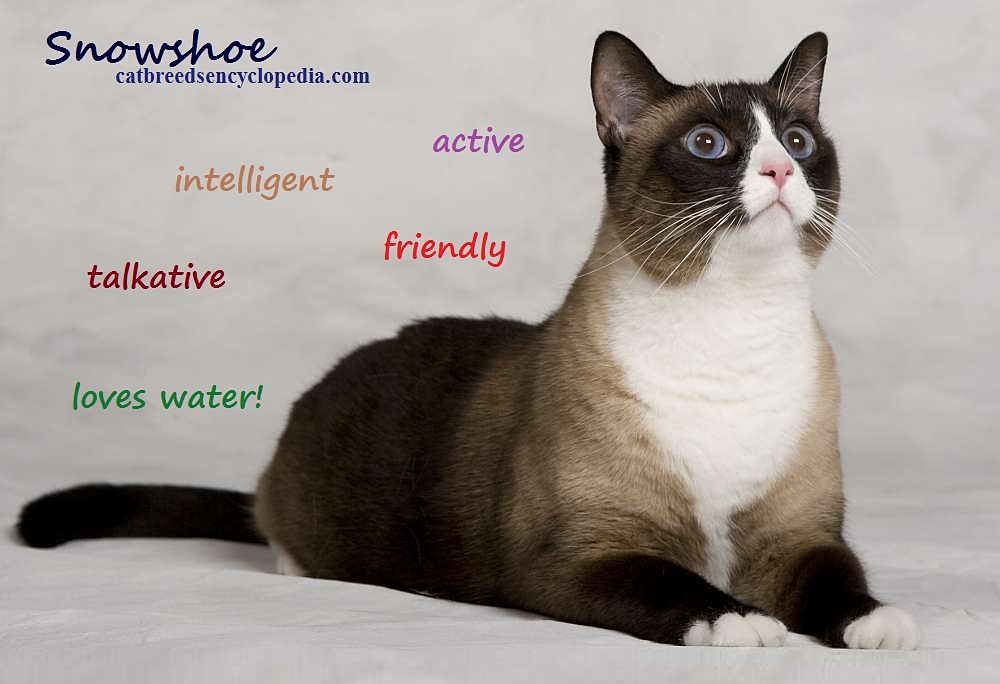 Snowshoe
catbreedsencyclopedia.com
active
intelligent
friendly
talkative
loves water!